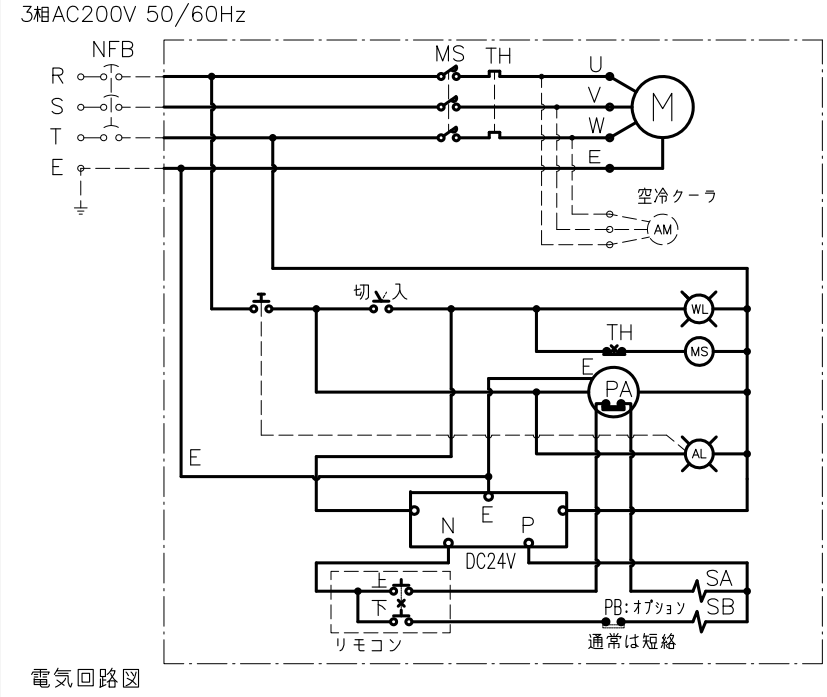 3相AC200V 50/60Hz
NFB
MS TH
R
U
S
V
M
T
W
E
E
空冷クーラ
AM
切 入
WL
TH
MS
E
PA
E
AL
E
N
P
DC24V
上
SA
下
PB:オプション
SB
リモコン
通常は短絡
電気回路図